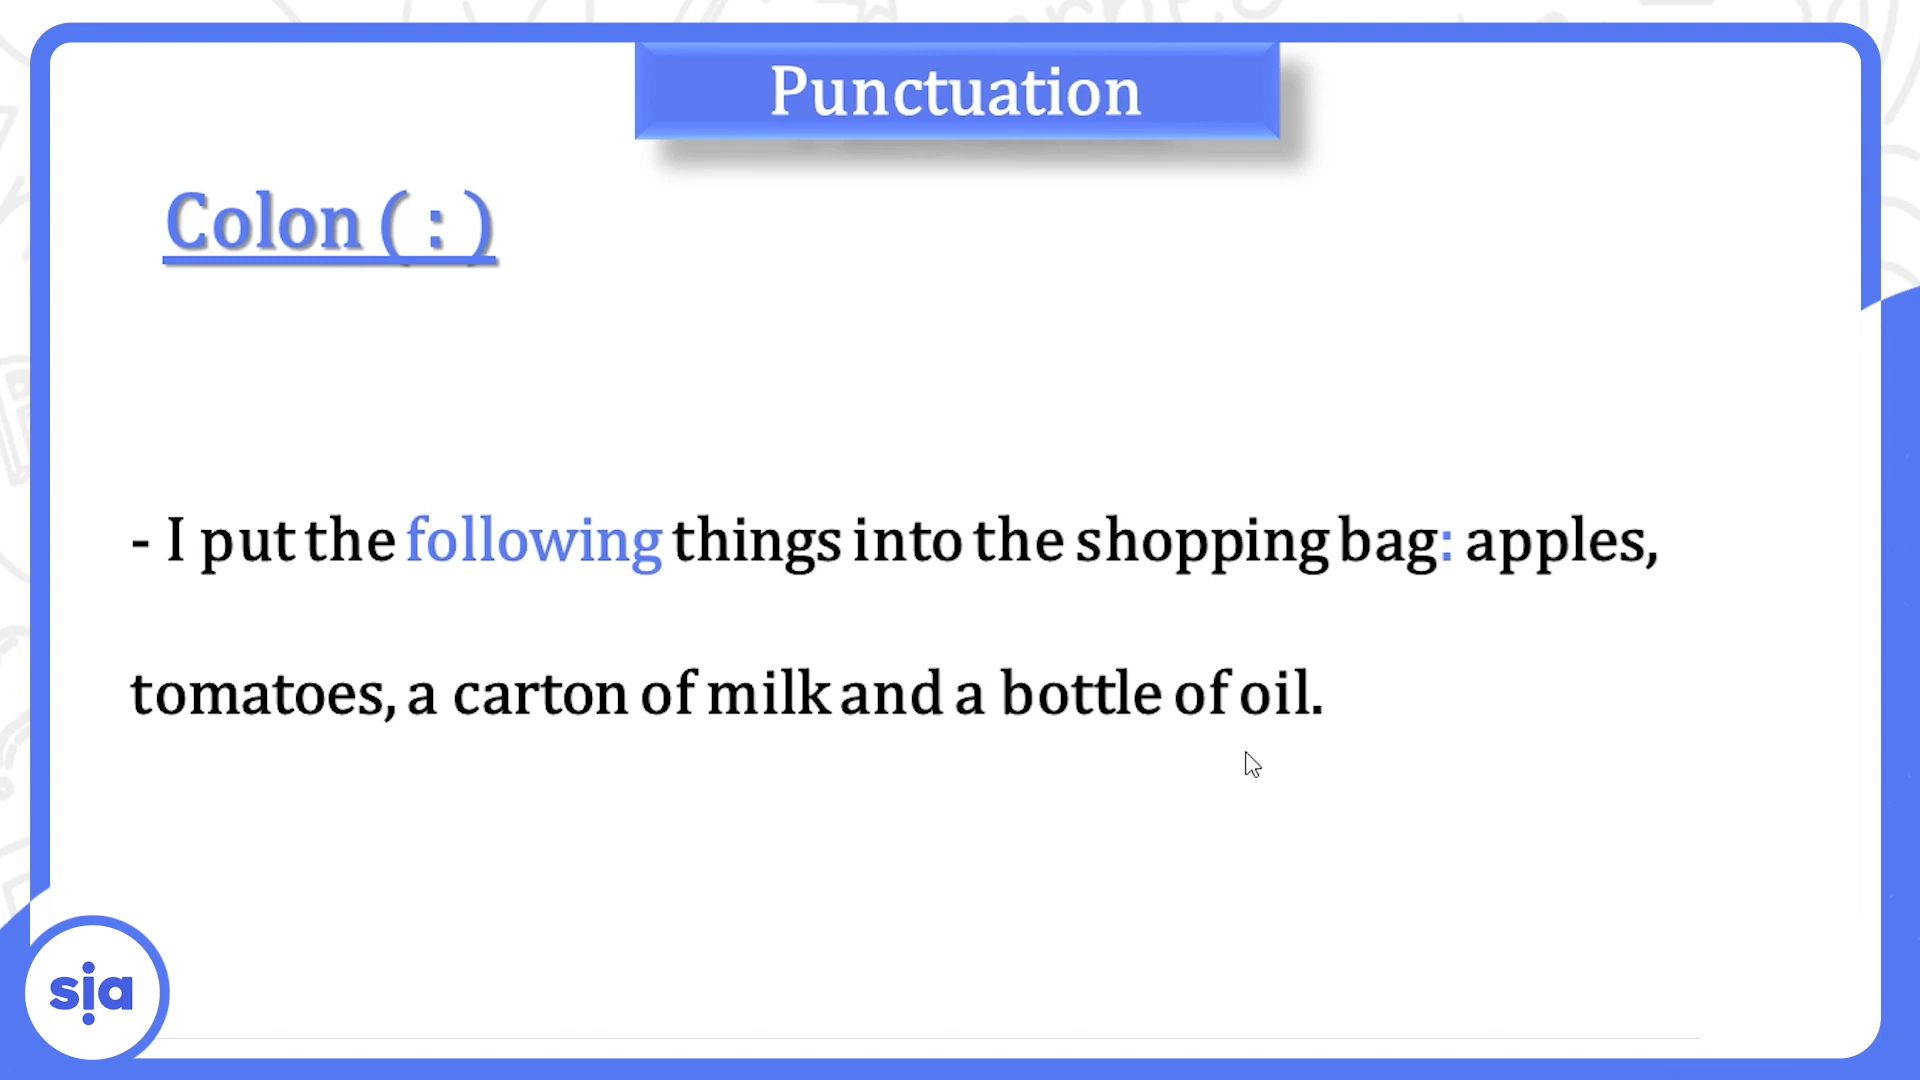 Punctuation
Colon ( : )
- I put the following things into the shopping bag: apples,
tomatoes, a carton of milk and a bottle of oil.
sia